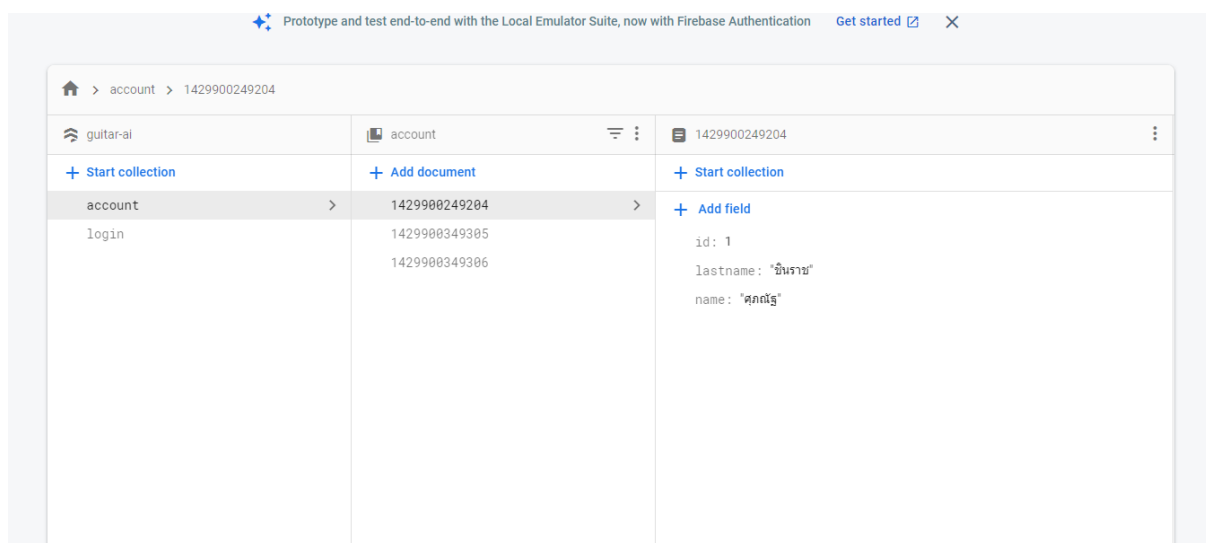 Prototype and test end-to-end with the Local Emulator Suite, now with Firebase Authentication Get started
account > 1429900249204
guitar-ai
account
1429900249204
+ Start collection
+ Add document
+ Start collection
account
login
1429900249204
1429900349305
1429900349306
+ Add field
id: 1
lastname: "ชินราช"
name: "ศุภณัฐ"